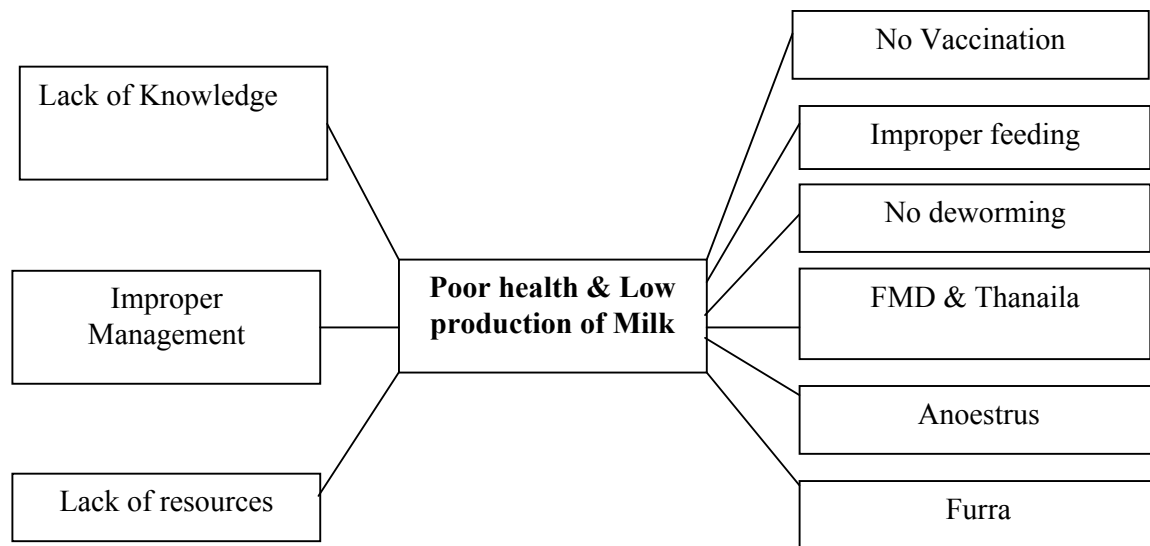 Lack of Knowledge
Improper
Management
Lack of resources
Poor health & Low
production of Milk
No Vaccination
Improper feeding
No deworming
FMD & Thanaila
Anoestrus
Furra